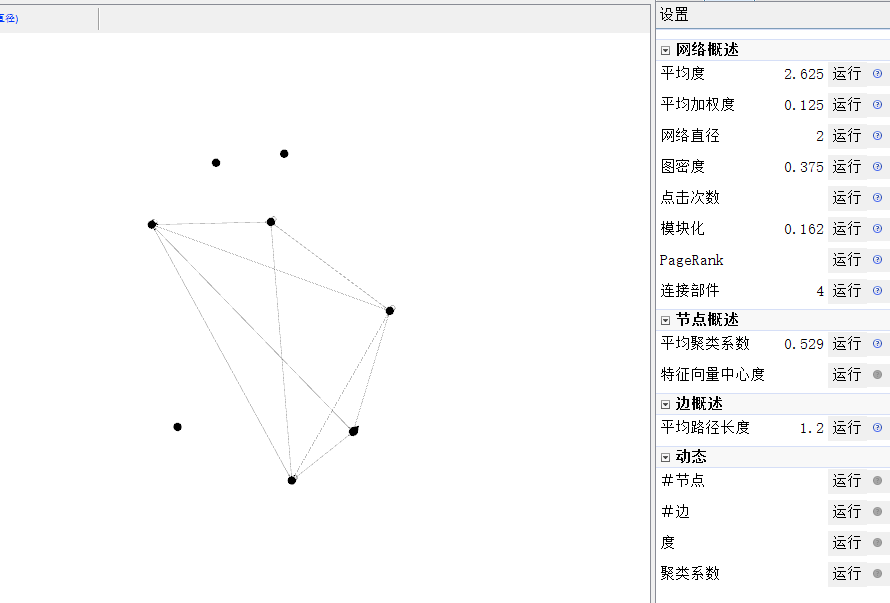 直径)
设置
网络概述
平均度 2.625 运行
平均加权度 0.125 运行
网络直径 2 运行
图密度 0.375 运行
点击次数 运行
模块化 0.162 运行
PageRank 运行
连接部件 4 运行
节点概述
平均聚类系数 0.529 运行
特征向量中心度 运行
边概述
平均路径长度 1.2 运行
动态
＃节点 运行
＃边 运行
度 运行
聚类系数 运行